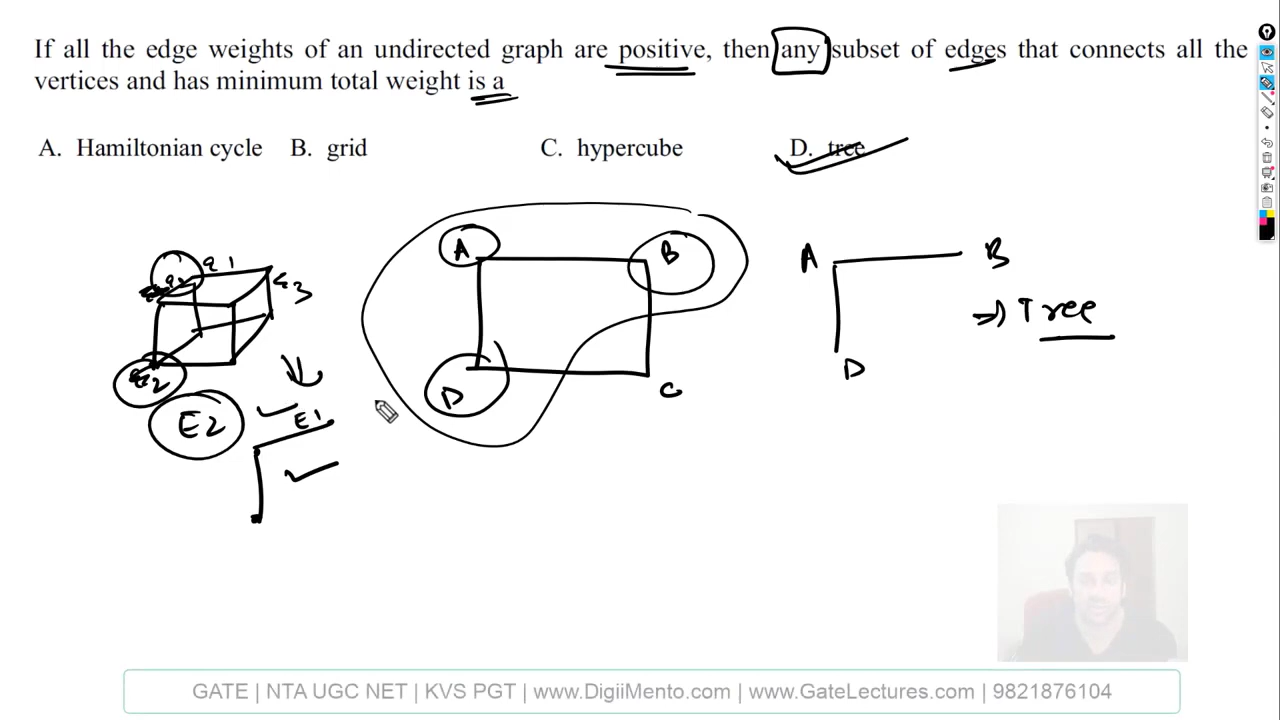 If all the edge weights of an undirected graph are positive, then any subset of edges that connects all the
vertices and has minimum total weight is a
A. Hamiltonian cycle B. grid C. hypercube D. tree
A B A B
E2 E1 D C D
⇒ Tree
GATE | NTA UGC NET | KVS PGT | www.DigiiMento.com | www.GateLectures.com | 9821876104